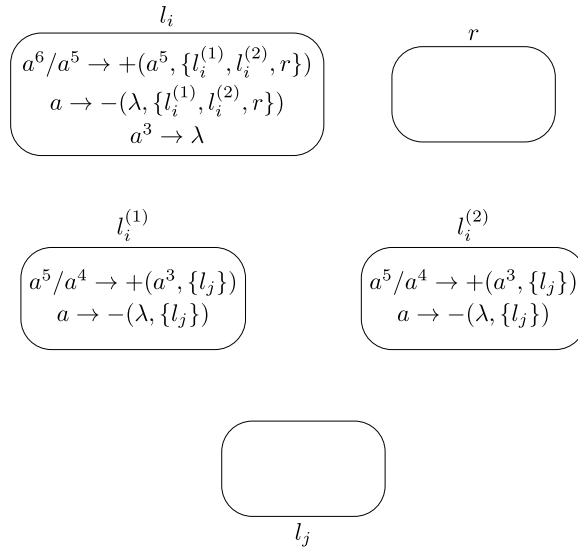 l_i
r
a^6/a^5 → +(a^5, {l_i^{(1)}, l_i^{(2)}, r})
a → −(λ, {l_i^{(1)}, l_i^{(2)}, r})
a^3 → λ
l_i^{(1)}
l_i^{(2)}
a^5/a^4 → +(a^3, {l_j})
a → −(λ, {l_j})
a^5/a^4 → +(a^3, {l_j})
a → −(λ, {l_j})
l_j